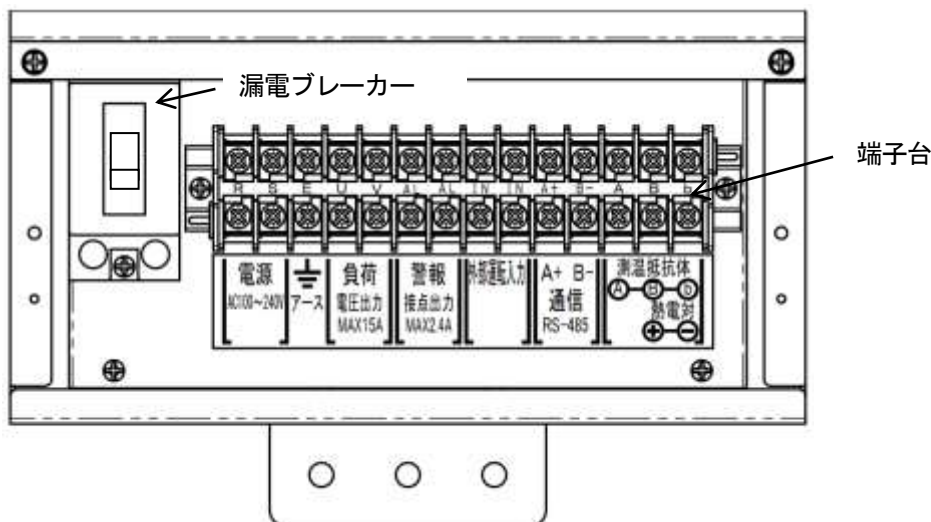 漏電ブレーカー
端子台
R S E U V AL AL IN IN A+ B- A B b
電源
AC100～240V
アース
負荷
電圧出力
MAX15A
警報
接点出力
MAX2.4A
外部運転入力
A+ B-
通信
RS-485
測温抵抗体
A B b
熱電対
+ -